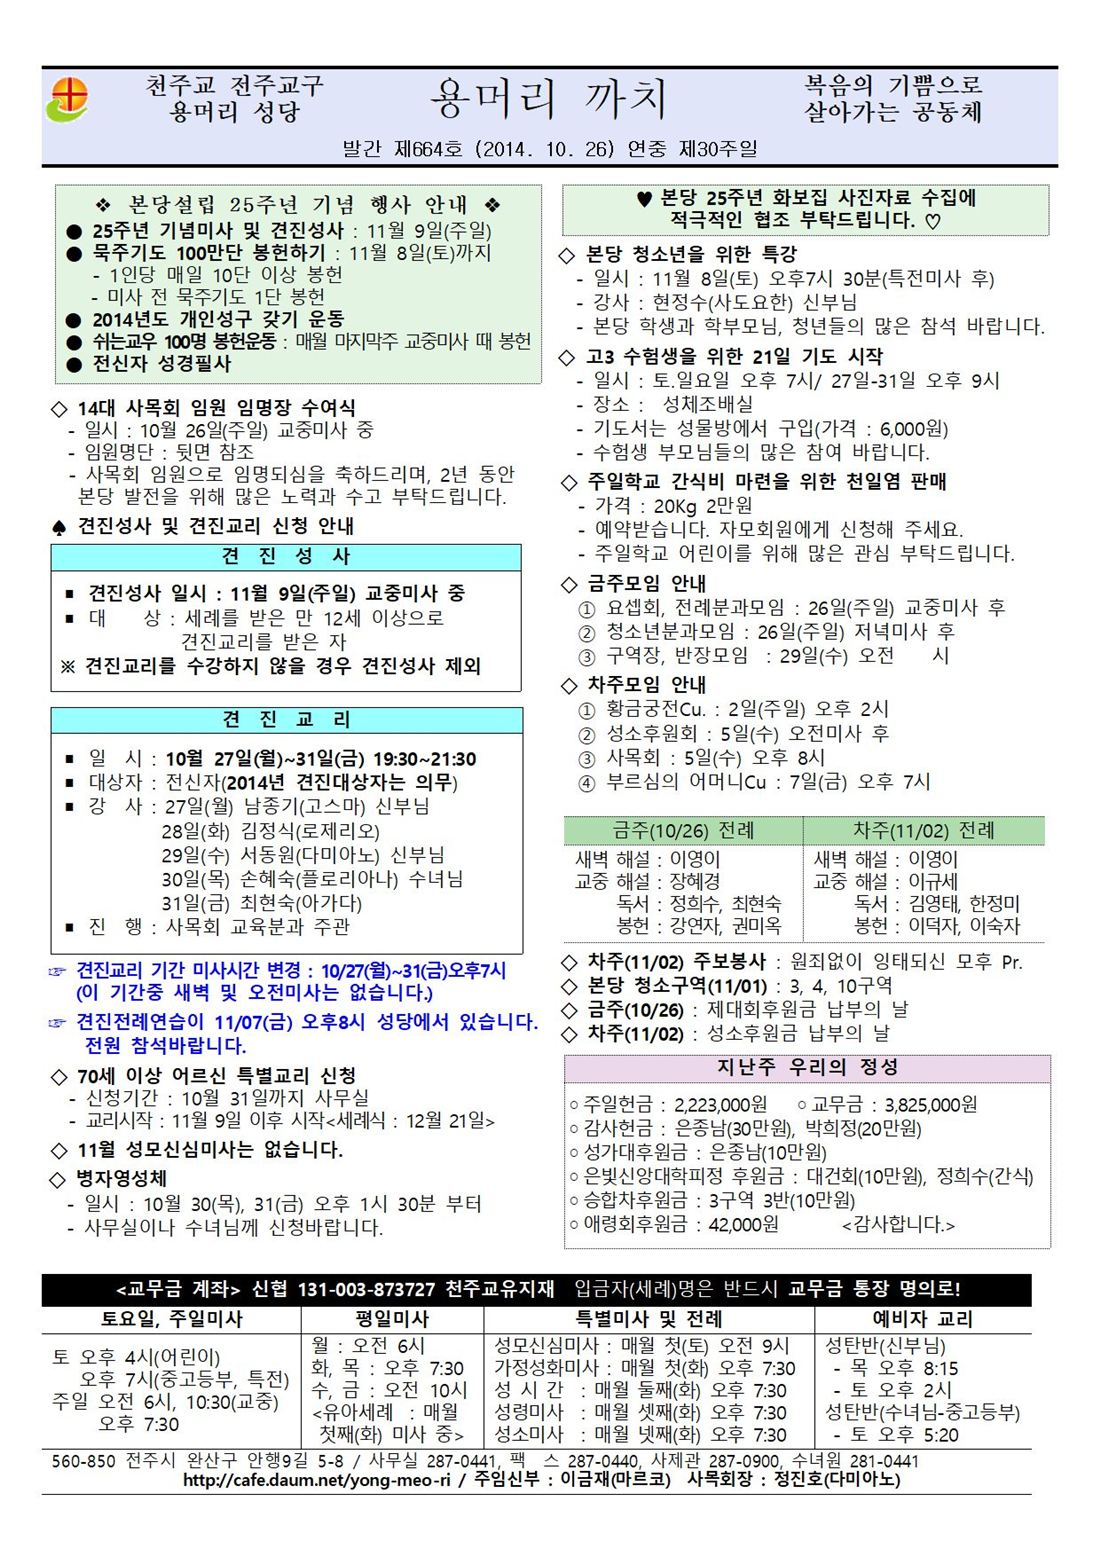 천주교 전주교구
용머리 성당
용머리 까치
복음의 기쁨으로
살아가는 공동체
발간 제664호 (2014. 10. 26) 연중 제30주일
❖ 본당설립 25주년 기념 행사 안내 ❖
● 25주년 기념미사 및 견진성사 : 11월 9일(주일)
● 묵주기도 100만단 봉헌하기 : 11월 8일(토)까지
- 1인당 매일 10단 이상 봉헌
- 미사 전 묵주기도 1단 봉헌
● 2014년도 개인성구 갖기 운동
● 쉬는교우 100명 봉헌운동 : 매월 마지막주 교중미사 때 봉헌
● 전신자 성경필사
◇ 14대 사목회 임원 임명장 수여식
- 일시 : 10월 26일(주일) 교중미사 중
- 임원명단 : 뒷면 참조
- 사목회 임원으로 임명되심을 축하드리며, 2년 동안
본당 발전을 위해 많은 노력과 수고 부탁드립니다.
♠ 견진성사 및 견진교리 신청 안내
견 진 성 사
▪ 견진성사 일시 : 11월 9일(주일) 교중미사 중
▪ 대 상 : 세례를 받은 만 12세 이상으로
견진교리를 받은 자
※ 견진교리를 수강하지 않을 경우 견진성사 제외
견 진 교 리
▪ 일 시 : 10월 27일(월)~31일(금) 19:30~21:30
▪ 대상자 : 전신자(2014년 견진대상자는 의무)
▪ 강 사 : 27일(월) 남종기(고스마) 신부님
28일(화) 김정식(로제리오)
29일(수) 서동원(다미아노) 신부님
30일(목) 손혜숙(플로리아나) 수녀님
31일(금) 최현숙(아가다)
▪ 진 행 : 사목회 교육분과 주관
☞ 견진교리 기간 미사시간 변경 : 10/27(월)~31(금)오후7시
(이 기간중 새벽 및 오전미사는 없습니다.)
☞ 견진전례연습이 11/07(금) 오후8시 성당에서 있습니다.
전원 참석바랍니다.
◇ 70세 이상 어르신 특별교리 신청
- 신청기간 : 10월 31일까지 사무실
- 교리시작 : 11월 9일 이후 시작<세례식 : 12월 21일>
◇ 11월 성모신심미사는 없습니다.
◇ 병자영성체
- 일시 : 10월 30(목), 31(금) 오후 1시 30분 부터
- 사무실이나 수녀님께 신청바랍니다.
♥ 본당 25주년 화보집 사진자료 수집에
적극적인 협조 부탁드립니다. ♡
◇ 본당 청소년을 위한 특강
- 일시 : 11월 8일(토) 오후7시 30분(특전미사 후)
- 강사 : 현정수(사도요한) 신부님
- 본당 학생과 학부모님, 청년들의 많은 참석 바랍니다.
◇ 고3 수험생을 위한 21일 기도 시작
- 일시 : 토.일요일 오후 7시/ 27일-31일 오후 9시
- 장소 : 성체조배실
- 기도서는 성물방에서 구입(가격 : 6,000원)
- 수험생 부모님들의 많은 참여 바랍니다.
◇ 주일학교 간식비 마련을 위한 천일염 판매
- 가격 : 20Kg 2만원
- 예약받습니다. 자모회원에게 신청해 주세요.
- 주일학교 어린이를 위해 많은 관심 부탁드립니다.
◇ 금주모임 안내
① 요셉회, 전례분과모임 : 26일(주일) 교중미사 후
② 청소년분과모임 : 26일(주일) 저녁미사 후
③ 구역장, 반장모임 : 29일(수) 오전 시
◇ 차주모임 안내
① 황금궁전Cu. : 2일(주일) 오후 2시
② 성소후원회 : 5일(수) 오전미사 후
③ 사목회 : 5일(수) 오후 8시
④ 부르심의 어머니Cu : 7일(금) 오후 7시
금주(10/26) 전례
새벽 해설 : 이영이
교중 해설 : 장혜경
독서 : 정희수, 최현숙
봉헌 : 강연자, 권미옥
차주(11/02) 전례
새벽 해설 : 이영이
교중 해설 : 이규세
독서 : 김영태, 한정미
봉헌 : 이덕자, 이숙자
◇ 차주(11/02) 주보봉사 : 원죄없이 잉태되신 모후 Pr.
◇ 본당 청소구역(11/01) : 3, 4, 10구역
◇ 금주(10/26) : 제대회후원금 납부의 날
◇ 차주(11/02) : 성소후원금 납부의 날
지난주 우리의 정성
○ 주일헌금 : 2,223,000원 ○ 교무금 : 3,825,000원
○ 감사헌금 : 은종남(30만원), 박희정(20만원)
○ 성가대후원금 : 은종남(10만원)
○ 은빛신앙대학피정 후원금 : 대건회(10만원), 정희수(간식)
○ 승합차후원금 : 3구역 3반(10만원)
○ 애령회후원금 : 42,000원 <감사합니다.>
<교무금 계좌> 신협 131-003-873727 천주교유지재 입금자(세례)명은 반드시 교무금 통장 명의로!
토요일, 주일미사
토 오후 4시(어린이)
오후 7시(중고등부, 특전)
주일 오전 6시, 10:30(교중)
오후 7:30
평일미사
월 : 오전 6시
화, 목 : 오후 7:30
수, 금 : 오전 10시
<유아세례 : 매월
첫째(화) 미사 중>
특별미사 및 전례
성모신심미사 : 매월 첫(토) 오전 9시
가정성화미사 : 매월 첫(화) 오후 7:30
성 시 간 : 매월 둘째(화) 오후 7:30
성령미사 : 매월 셋째(화) 오후 7:30
성소미사 : 매월 넷째(화) 오후 7:30
예비자 교리
성탄반(신부님)
- 목 오후 8:15
- 토 오후 2시
성탄반(수녀님-중고등부)
- 토 오후 5:20
560-850 전주시 완산구 안행9길 5-8 / 사무실 287-0441, 팩 스 287-0440, 사제관 287-0900, 수녀원 281-0441
http://cafe.daum.net/yong-meo-ri / 주임신부 : 이금재(마르코) 사목회장 : 정진호(다미아노)